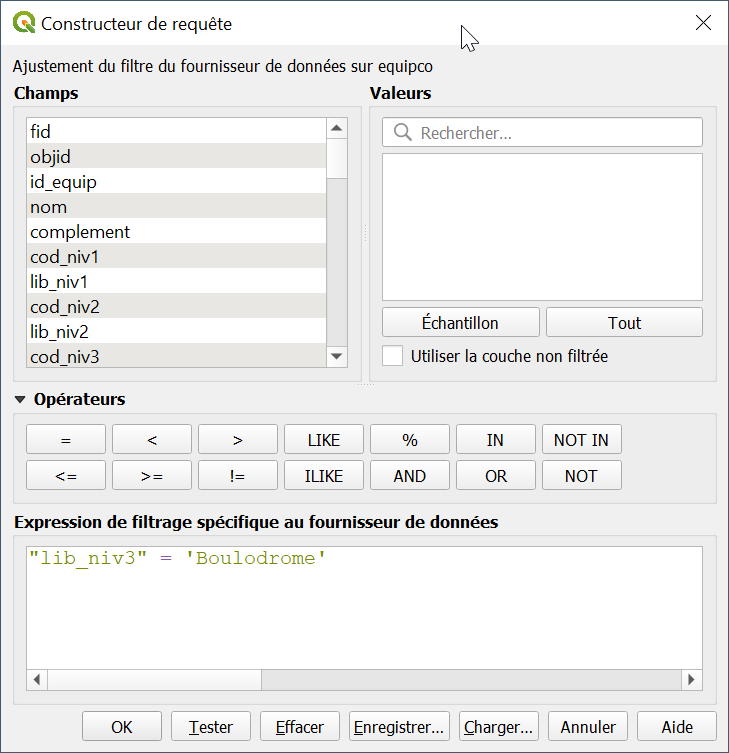 Constructeur de requête
Ajustement du filtre du fournisseur de données sur equipco
Champs
fid
objid
id_equip
nom
complement
cod_niv1
lib_niv1
cod_niv2
lib_niv2
cod_niv3
Valeurs
Rechercher...
Échantillon Tout
Utiliser la couche non filtrée
Opérateurs
= < > LIKE % IN NOT IN
<= >= != ILIKE AND OR NOT
Expression de filtrage spécifique au fournisseur de données
"lib_niv3" = 'Boulodrome'
OK Tester Effacer Enregistrer... Charger... Annuler Aide